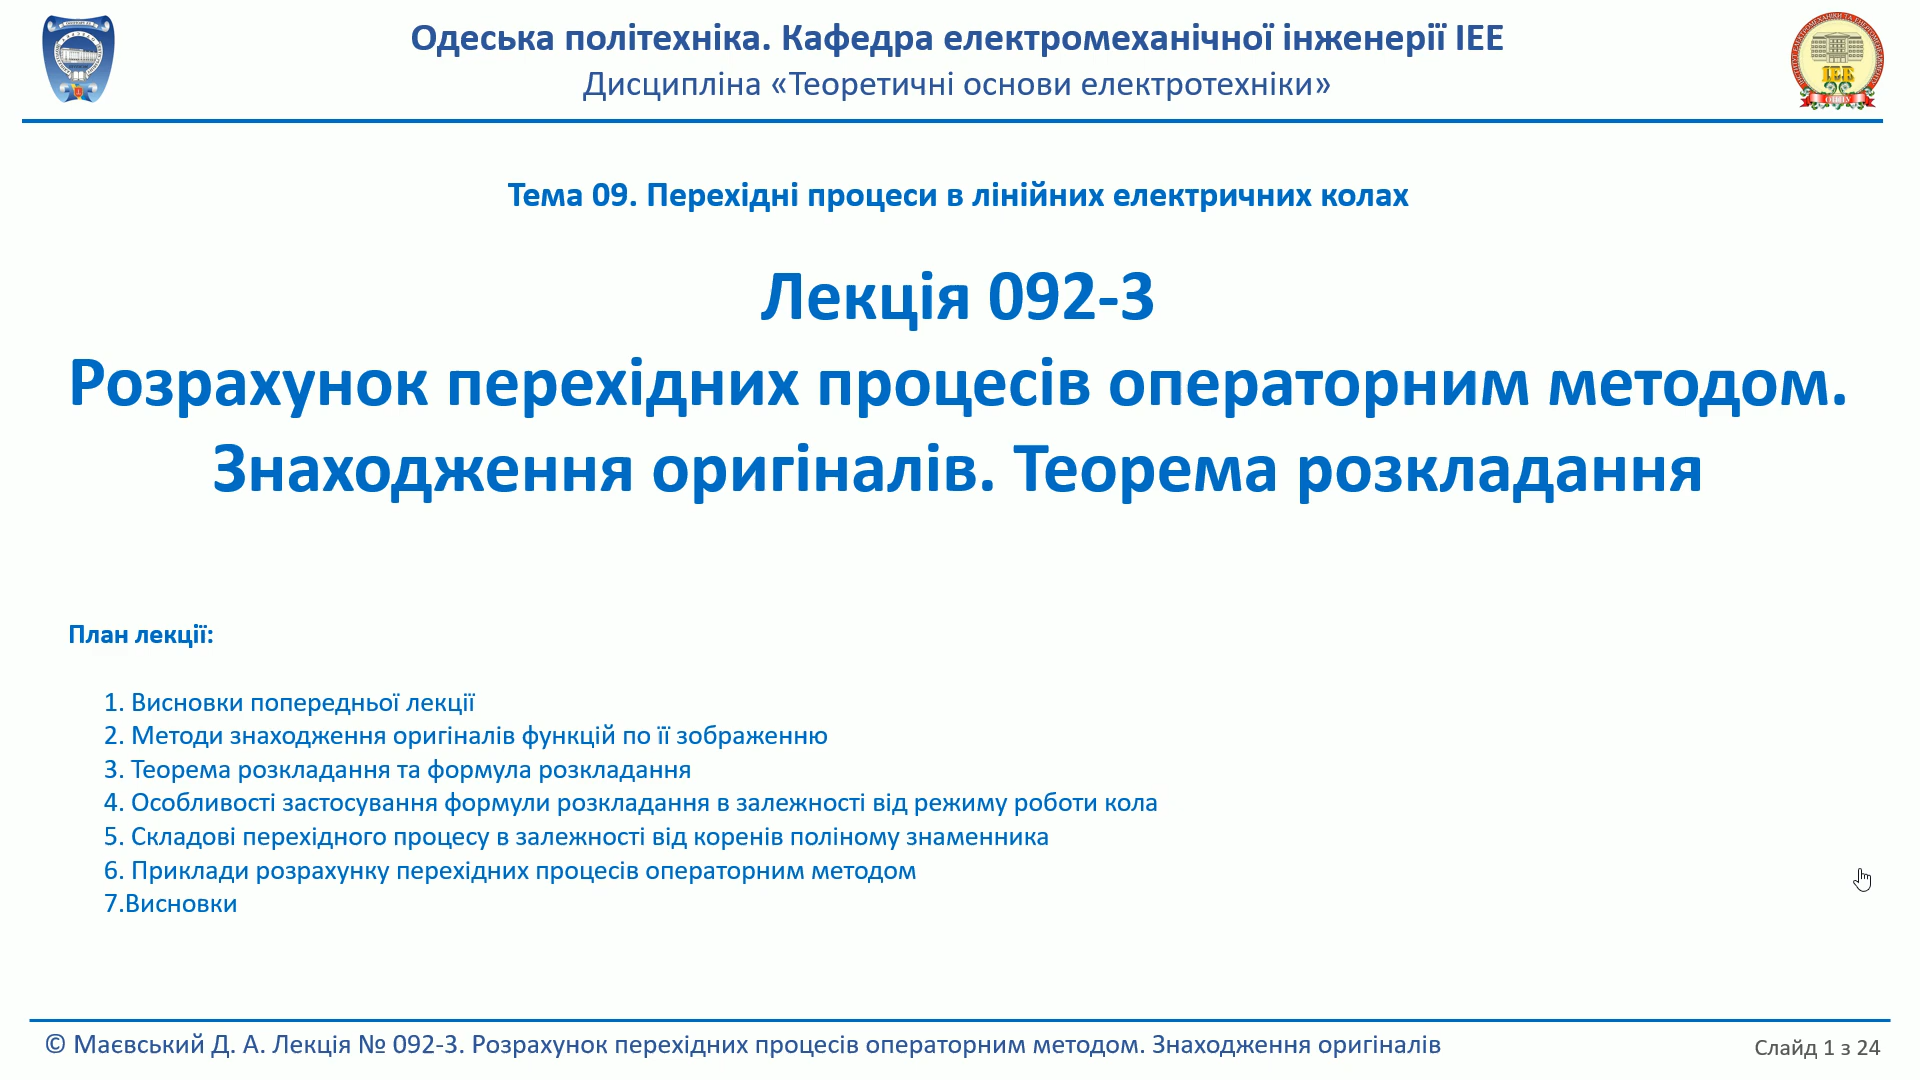 Одеська політехніка. Кафедра електромеханічної інженерії ІЕЕ
Дисципліна «Теоретичні основи електротехніки»
ІЕЕ
Тема 09. Перехідні процеси в лінійних електричних колах
Лекція 092-3
Розрахунок перехідних процесів операторним методом.
Знаходження оригіналів. Теорема розкладання
План лекції:
1. Висновки попередньої лекції
2. Методи знаходження оригіналів функцій по її зображенню
3. Теорема розкладання та формула розкладання
4. Особливості застосування формули розкладання в залежності від режиму роботи кола
5. Складові перехідного процесу в залежності від коренів поліному знаменника
6. Приклади розрахунку перехідних процесів операторним методом
7.Висновки
© Маєвський Д. А. Лекція № 092-3. Розрахунок перехідних процесів операторним методом. Знаходження оригіналів
Слайд 1 з 24